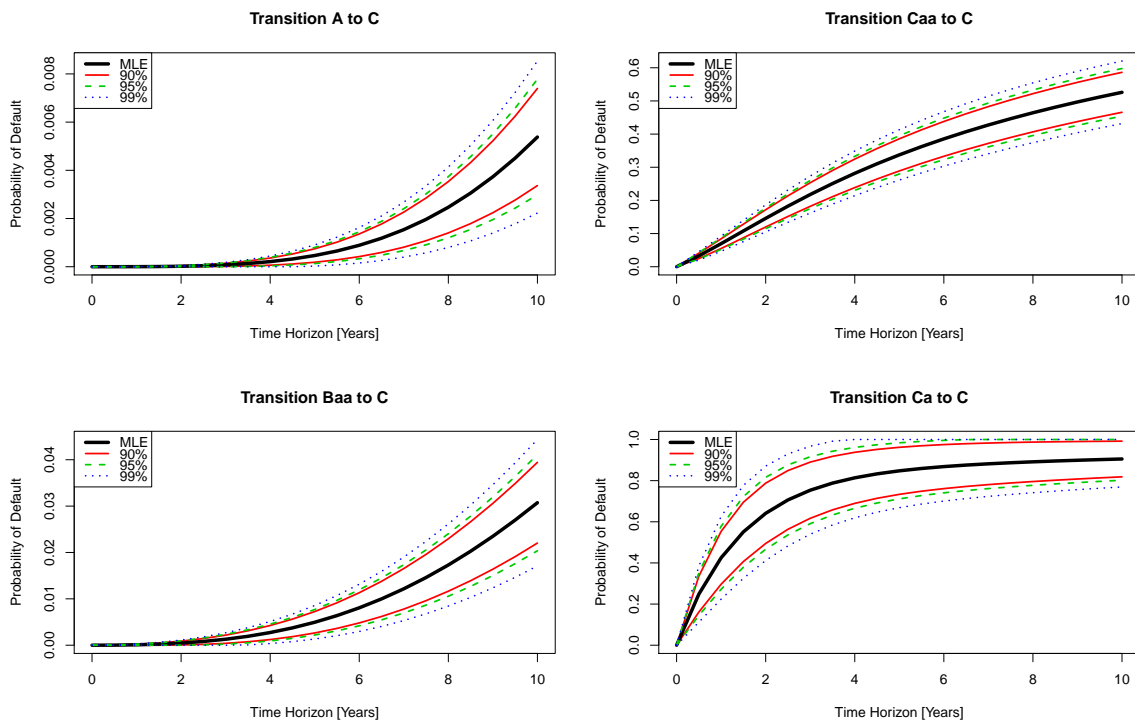 Transition A to C
Probability of Default
0.000 0.002 0.004 0.006 0.008
MLE
90%
95%
99%
0 2 4 6 8 10
Time Horizon [Years]
Transition Caa to C
Probability of Default
0.0 0.1 0.2 0.3 0.4 0.5 0.6
MLE
90%
95%
99%
0 2 4 6 8 10
Time Horizon [Years]
Transition Baa to C
Probability of Default
0.00 0.01 0.02 0.03 0.04
MLE
90%
95%
99%
0 2 4 6 8 10
Time Horizon [Years]
Transition Ca to C
Probability of Default
0.0 0.2 0.4 0.6 0.8 1.0
MLE
90%
95%
99%
0 2 4 6 8 10
Time Horizon [Years]